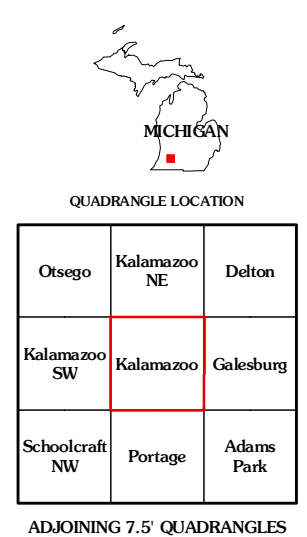 MICHIGAN
QUADRANGLE LOCATION
Otsego
Kalamazoo
NE
Delton
Kalamazoo
SW
Kalamazoo
Galesburg
Schoolcraft
NW
Portage
Adams
Park
ADJOINING 7.5' QUADRANGLES